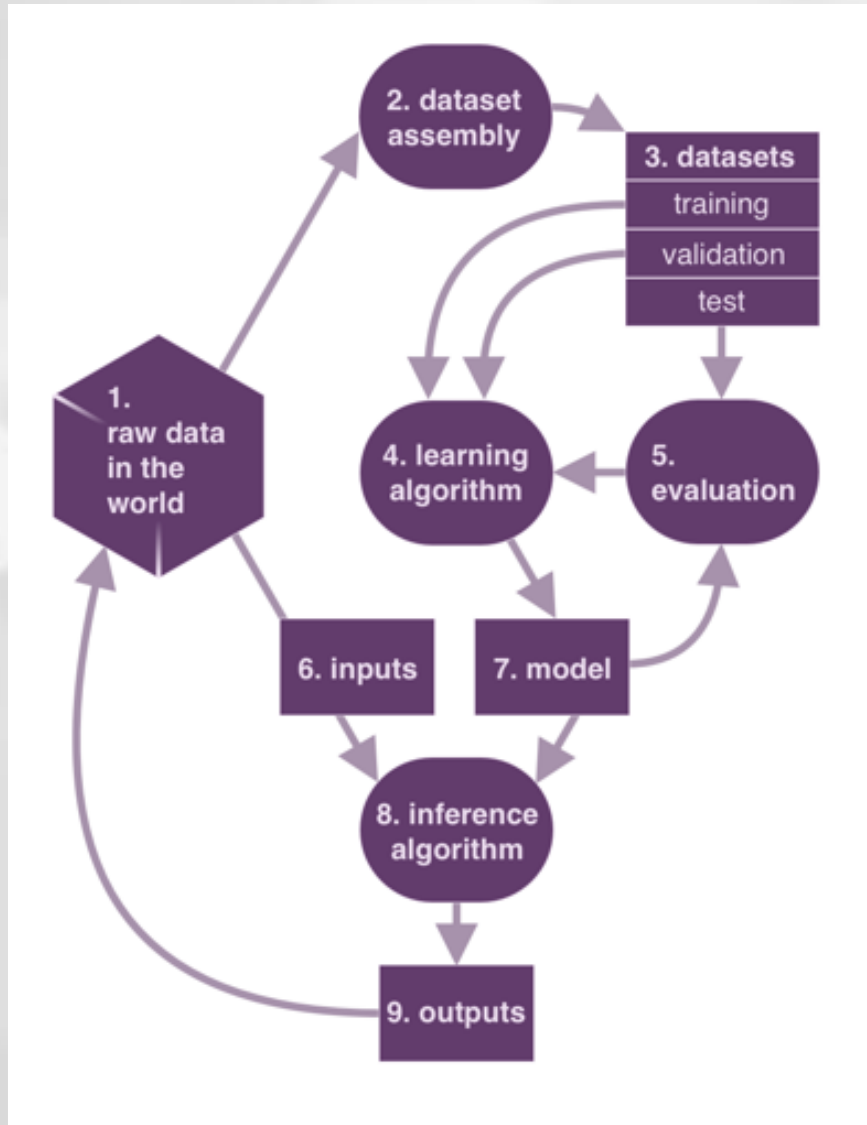 2. dataset
assembly
3. datasets
training
validation
test
1.
raw data
in the
world
4. learning
algorithm
5.
evaluation
6. inputs
7. model
8. inference
algorithm
9. outputs